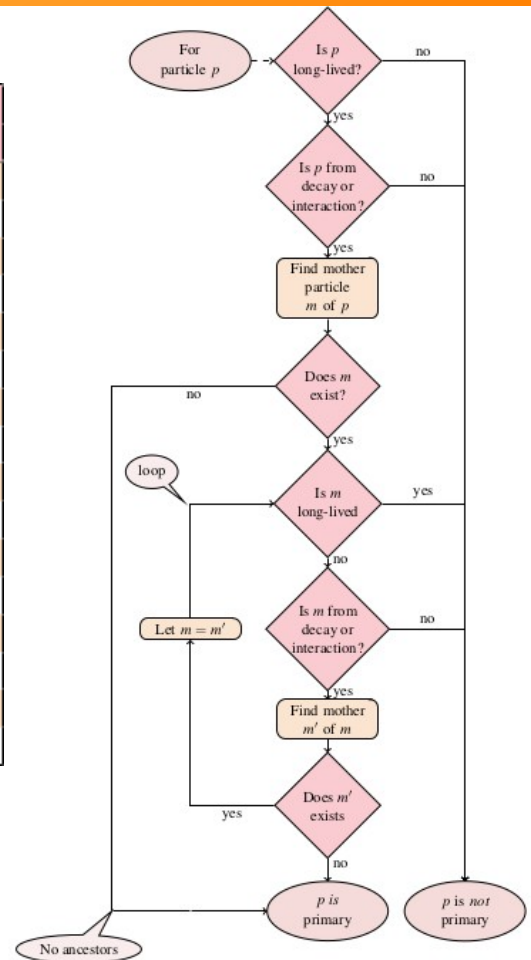 For
particle p
Is p
long-lived?
no
yes
Is p from
decay or
interaction?
no
yes
Find mother
particle
m of p
Does m
exist?
no
yes
loop
Is m
long-lived
yes
no
Is m from
decay or
interaction?
no
Let m = m′
yes
Find mother
m′ of m
Does m′
exists
yes
no
p is
primary
p is not
primary
No ancestors